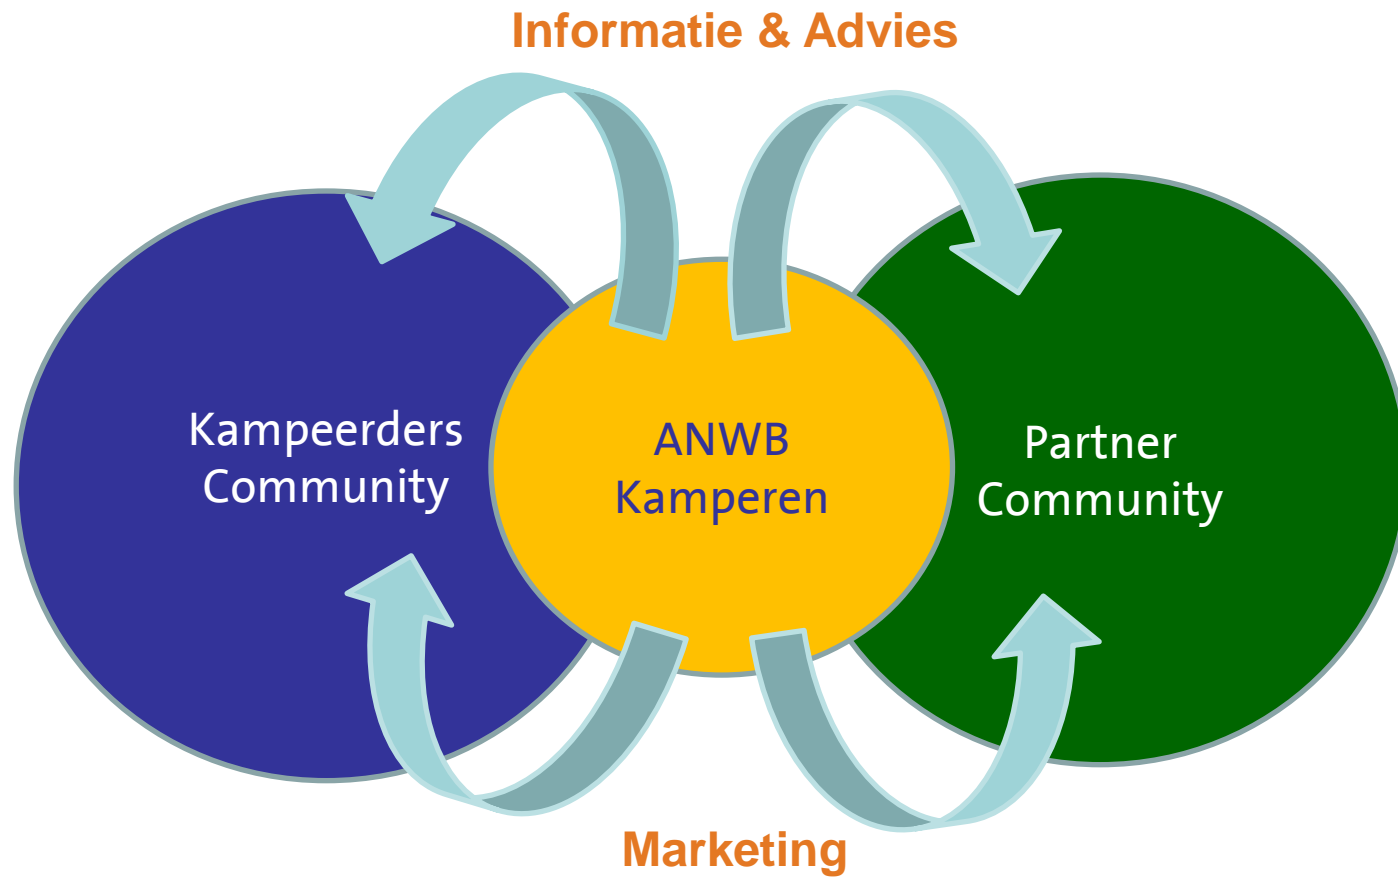 Informatie & Advies
Kampeerders
Community
ANWB
Kamperen
Partner
Community
Marketing